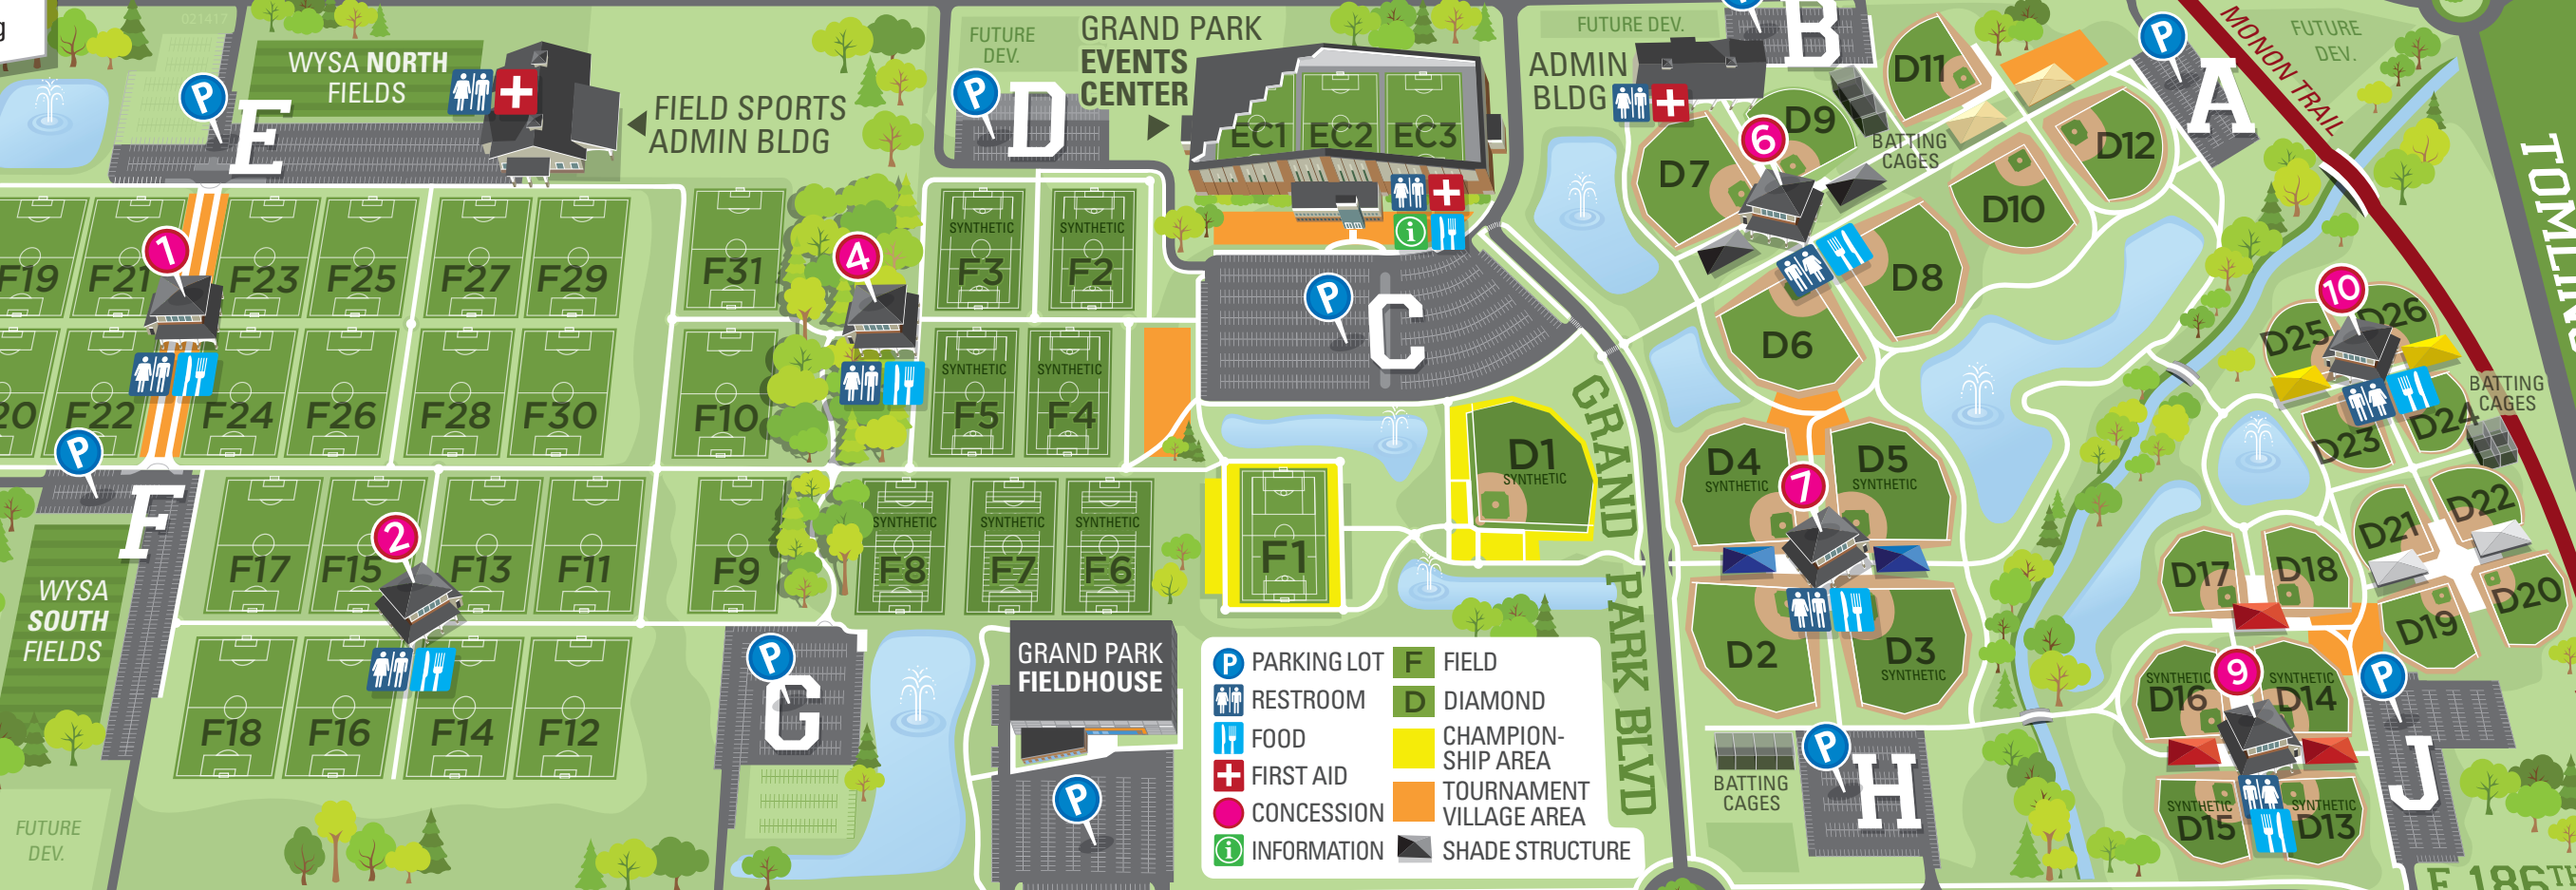 g
021417
WYSA NORTH
FIELDS
P
E
FIELD SPORTS
ADMIN BLDG
FUTURE
DEV.
P
D
GRAND PARK
EVENTS
CENTER
EC1
EC2
EC3
i
P
C
FUTURE DEV.
B
ADMIN
BLDG
D7
6
D9
BATTING
CAGES
D11
D12
D10
D8
D6
P
A
MONON TRAIL
FUTURE
DEV.
F19
F21
1
F23
F25
F27
F29
F31
4
SYNTHETIC
F3
SYNTHETIC
F2
20
F22
F24
F26
F28
F30
F10
SYNTHETIC
F5
SYNTHETIC
F4
P
F
WYSA
SOUTH
FIELDS
F17
F15
2
F13
F11
F9
SYNTHETIC
F8
SYNTHETIC
F7
SYNTHETIC
F6
F1
D1
SYNTHETIC
GRAND PARK BLVD
F18
F16
F14
F12
FUTURE
DEV.
P
G
GRAND PARK
FIELDHOUSE
P
D4
SYNTHETIC
D5
SYNTHETIC
7
D2
D3
SYNTHETIC
BATTING
CAGES
P
H
10
D25
D26
D23
D24
BATTING
CAGES
D21
D22
D19
D20
D17
D18
9
SYNTHETIC
D16
SYNTHETIC
D14
SYNTHETIC
D15
SYNTHETIC
D13
P
J
E 186TH
P PARKING LOT
RESTROOM
FOOD
FIRST AID
CONCESSION
i INFORMATION
F FIELD
D DIAMOND
CHAMPION-
SHIP AREA
TOURNAMENT
VILLAGE AREA
SHADE STRUCTURE